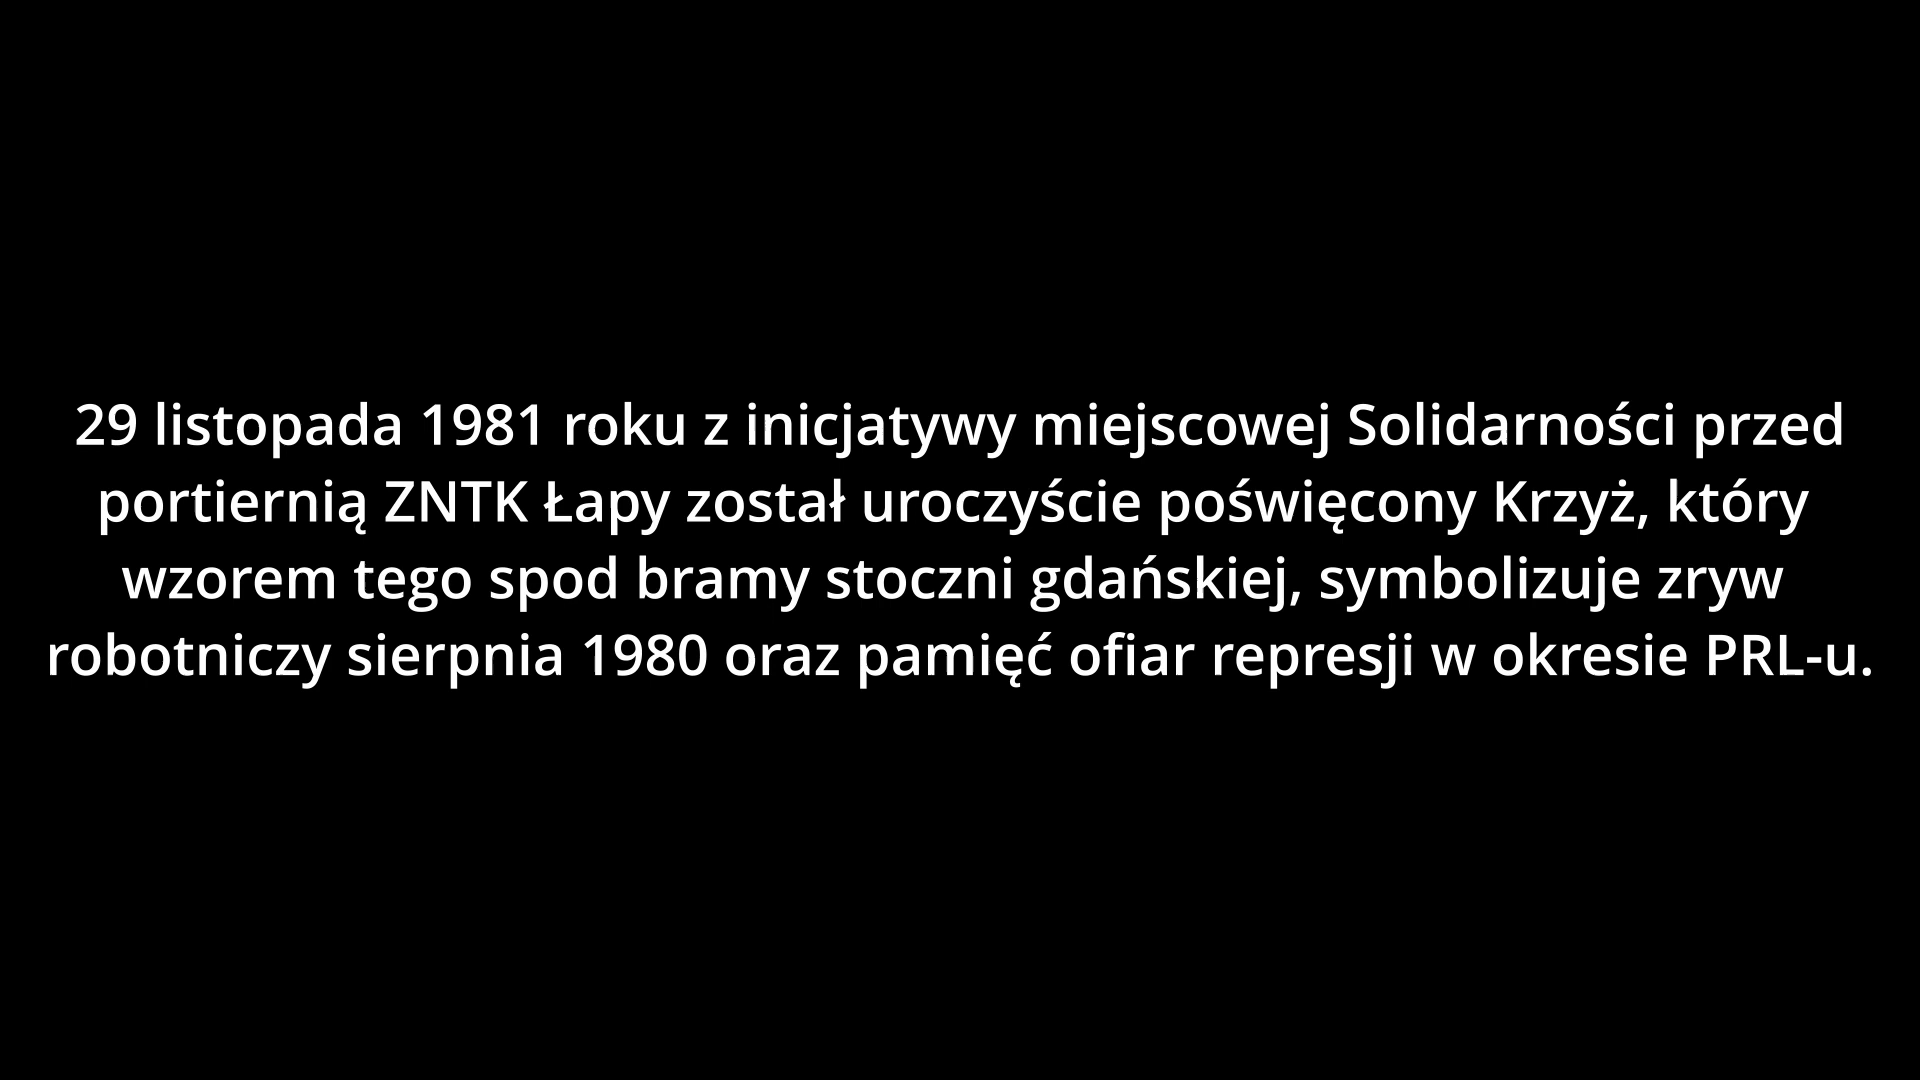 29 listopada 1981 roku z inicjatywy miejscowej Solidarności przed
portiernią ZNTK Łapy został uroczyście poświęcony Krzyż, który
wzorem tego spod bramy stoczni gdańskiej, symbolizuje zryw
robotniczy sierpnia 1980 oraz pamięć ofiar represji w okresie PRL-u.